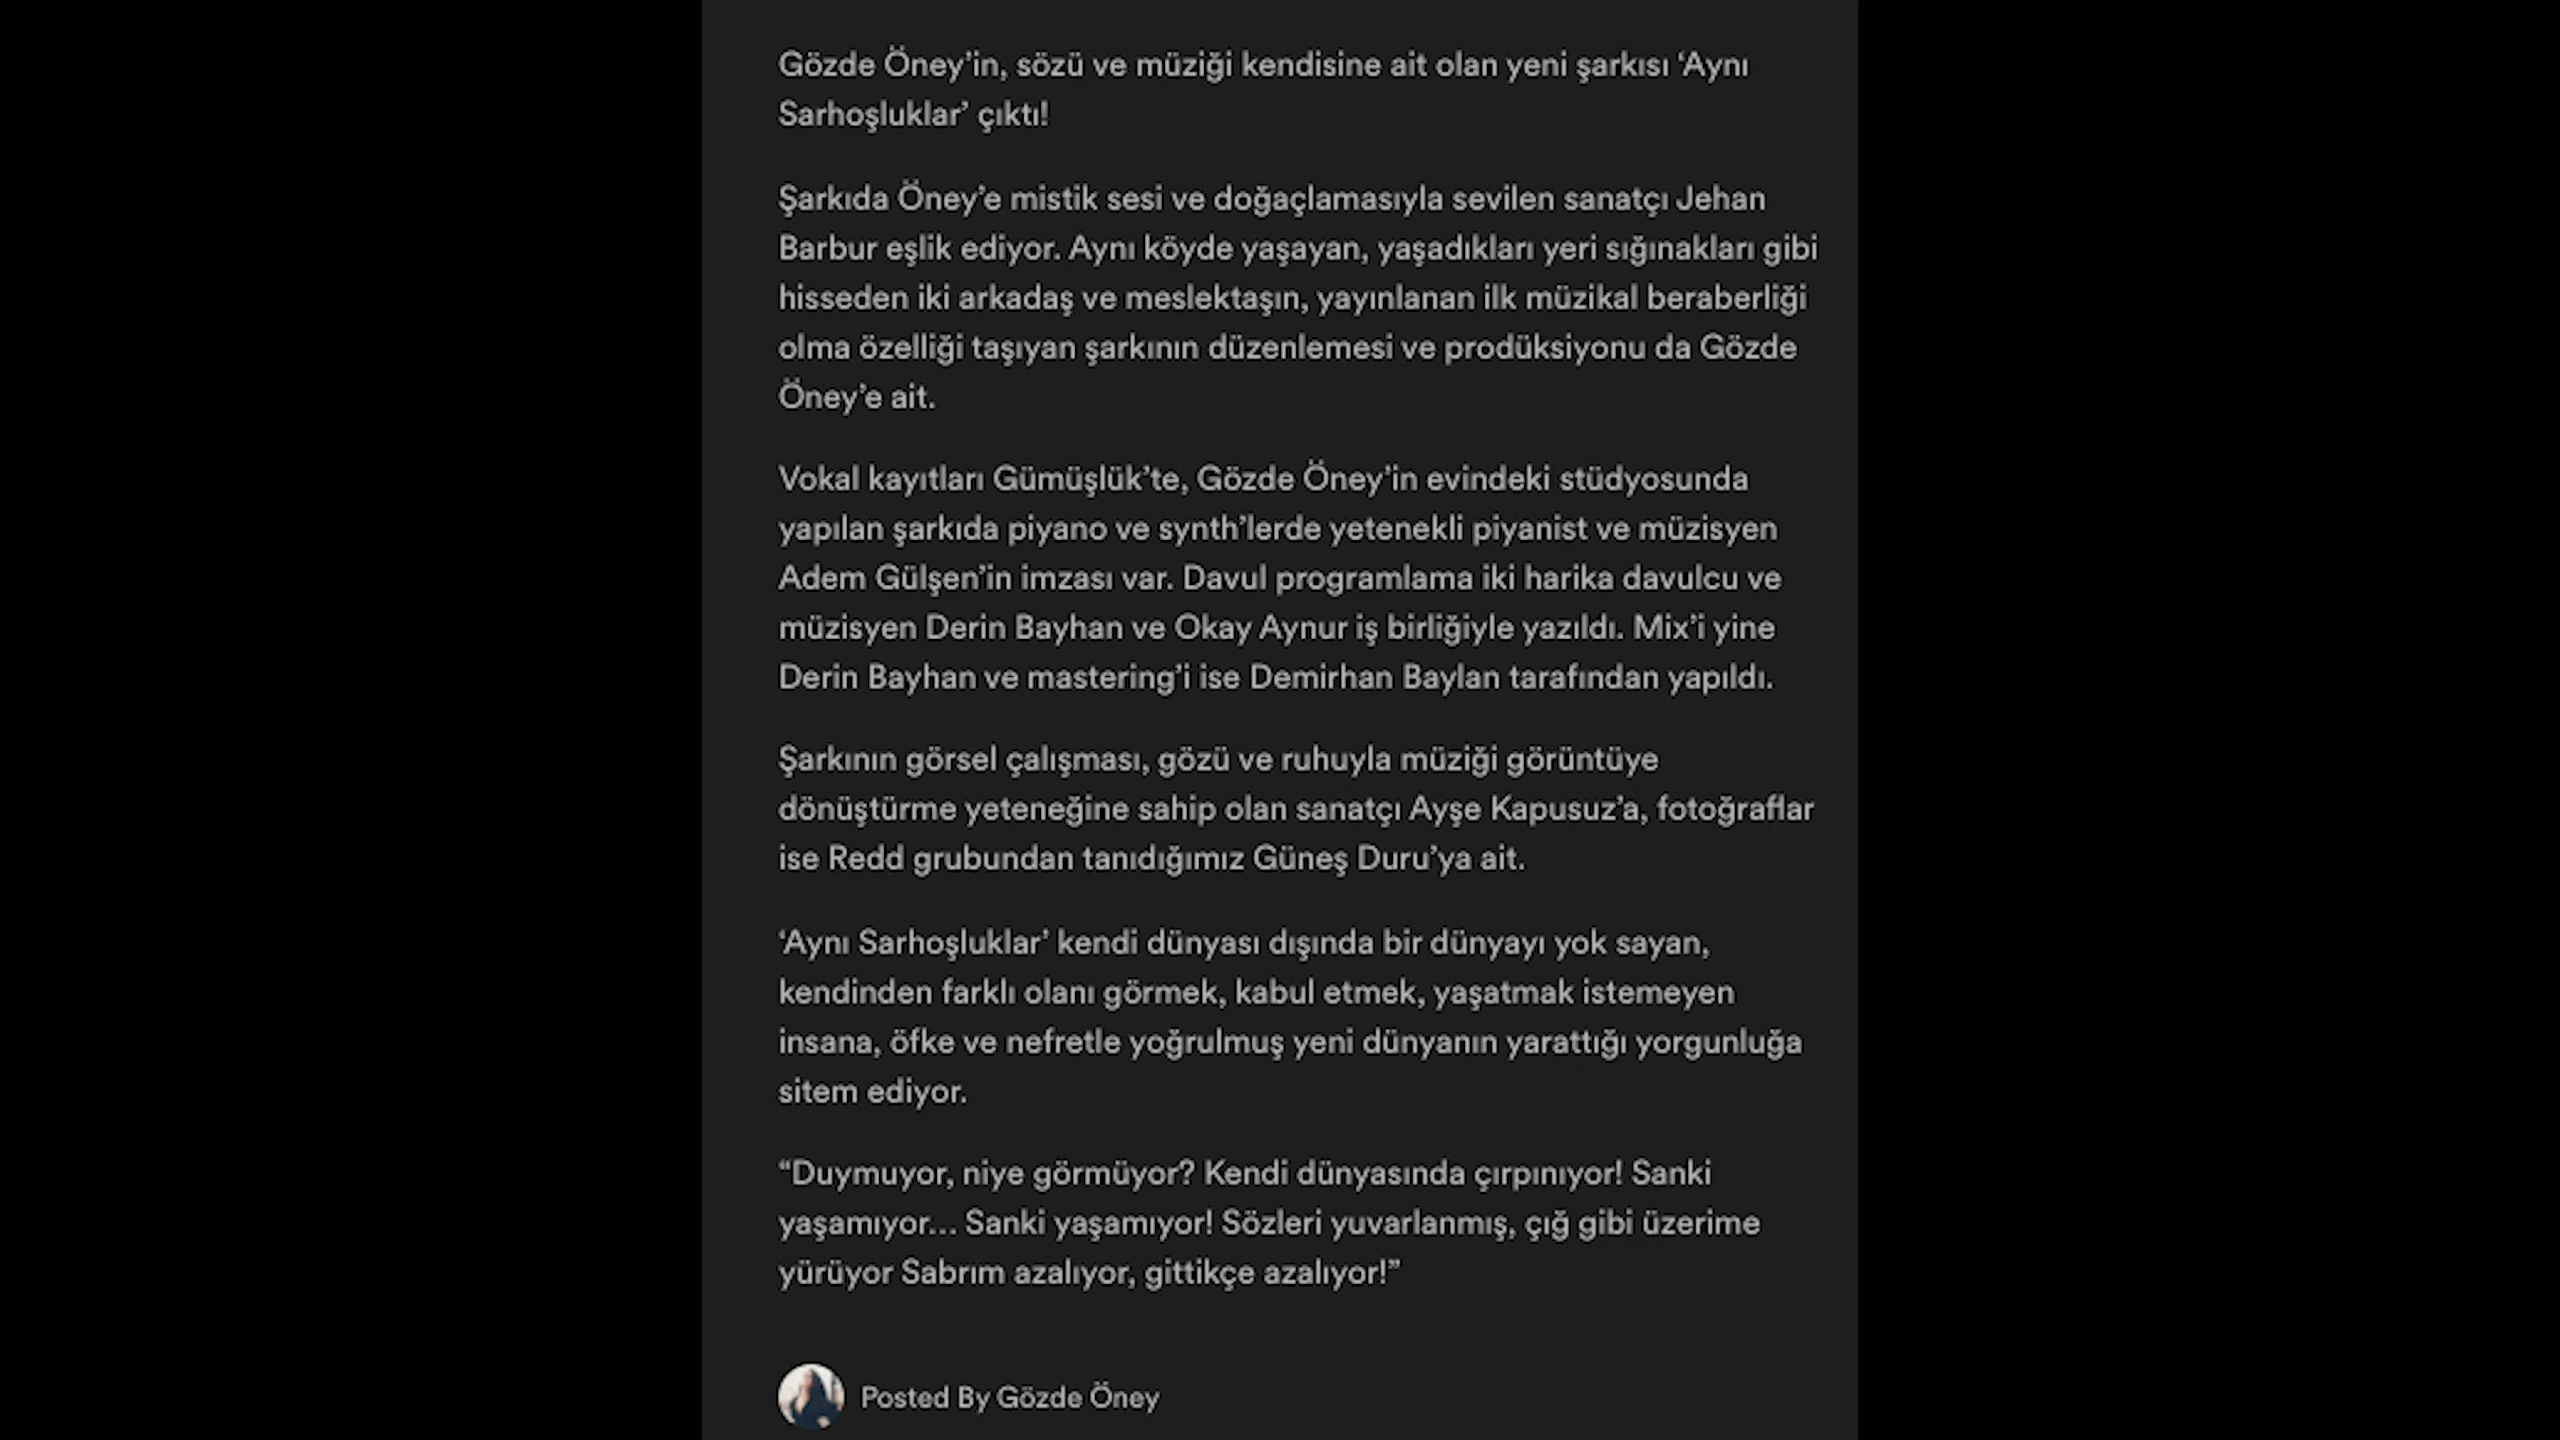 Gözde Öney’in, sözü ve müziği kendisine ait olan yeni şarkısı ‘Aynı
Sarhoşluklar’ çıktı!
Şarkıda Öney’e mistik sesi ve doğaçlamasıyla sevilen sanatçı Jehan
Barbur eşlik ediyor. Aynı köyde yaşayan, yaşadıkları yeri sığınakları gibi
hisseden iki arkadaş ve meslektaşın, yayınlanan ilk müzikal beraberliği
olma özelliği taşıyan şarkının düzenlemesi ve prodüksiyonu da Gözde
Öney’e ait.
Vokal kayıtları Gümüşlük’te, Gözde Öney’in evindeki stüdyosunda
yapılan şarkıda piyano ve synth’lerde yetenekli piyanist ve müzisyen
Adem Gülşen’in imzası var. Davul programlama iki harika davulcu ve
müzisyen Derin Bayhan ve Okay Aynur iş birliğiyle yazıldı. Mix’i yine
Derin Bayhan ve mastering’i ise Demirhan Baylan tarafından yapıldı.
Şarkının görsel çalışması, gözü ve ruhuyla müziği görüntüye
dönüştürme yeteneğine sahip olan sanatçı Ayşe Kapusuz’a, fotoğraflar
ise Redd grubundan tanıdığımız Güneş Duru’ya ait.
‘Aynı Sarhoşluklar’ kendi dünyası dışında bir dünyayı yok sayan,
kendinden farklı olanı görmek, kabul etmek, yaşatmak istemeyen
insana, öfke ve nefretle yoğrulmuş yeni dünyanın yarattığı yorgunluğa
sitem ediyor.
“Duymuyor, niye görmüyor? Kendi dünyasında çırpınıyor! Sanki
yaşamıyor... Sanki yaşamıyor! Sözleri yuvarlanmış, çığ gibi üzerime
yürüyor Sabrım azalıyor, gittikçe azalıyor!”
Posted By Gözde Öney